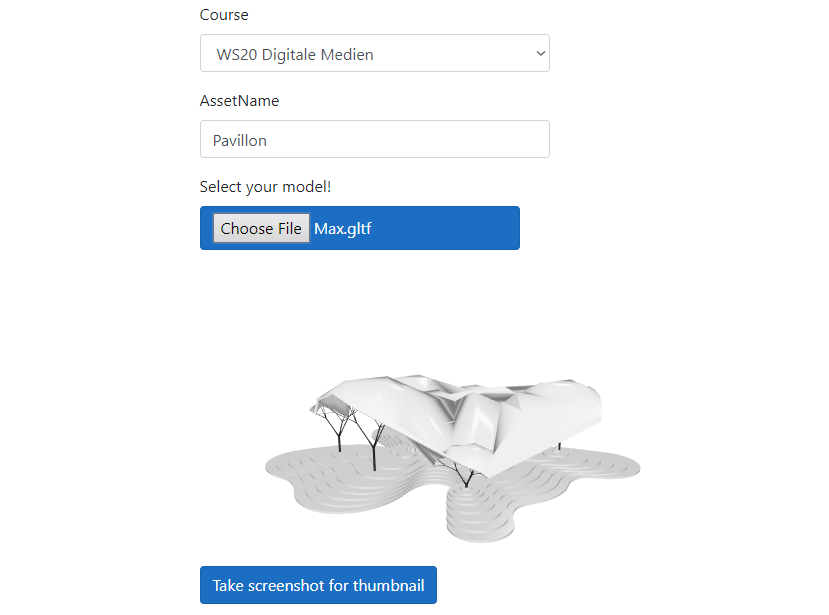 Course
WS20 Digitale Medien
AssetName
Pavillon
Select your model!
Choose File Max.gltf
Take screenshot for thumbnail